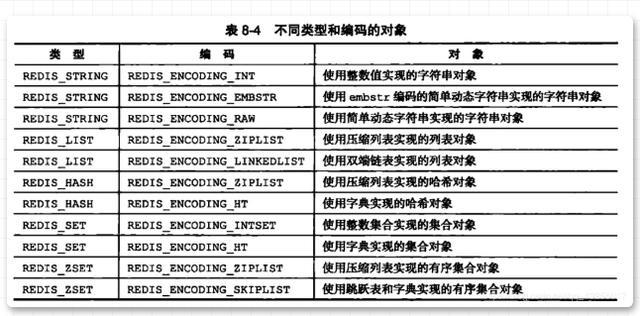 表 8-4 不同类型和编码的对象
类 型 编 码 对 象
REDIS_STRING REDIS_ENCODING_INT 使用整数值实现的字符串对象
REDIS_STRING REDIS_ENCODING_EMBSTR 使用 embstr 编码的简单动态字符串实现的字符串对象
REDIS_STRING REDIS_ENCODING_RAW 使用简单动态字符串实现的字符串对象
REDIS_LIST REDIS_ENCODING_ZIPLIST 使用压缩列表实现的列表对象
REDIS_LIST REDIS_ENCODING_LINKEDLIST 使用双端链表实现的列表对象
REDIS_HASH REDIS_ENCODING_ZIPLIST 使用压缩列表实现的哈希对象
REDIS_HASH REDIS_ENCODING_HT 使用字典实现的哈希对象
REDIS_SET REDIS_ENCODING_INTSET 使用整数集合实现的集合对象
REDIS_SET REDIS_ENCODING_HT 使用字典实现的集合对象
REDIS_ZSET REDIS_ENCODING_ZIPLIST 使用压缩列表实现的有序集合对象
REDIS_ZSET REDIS_ENCODING_SKIPLIST 使用跳跃表和字典实现的有序集合对象